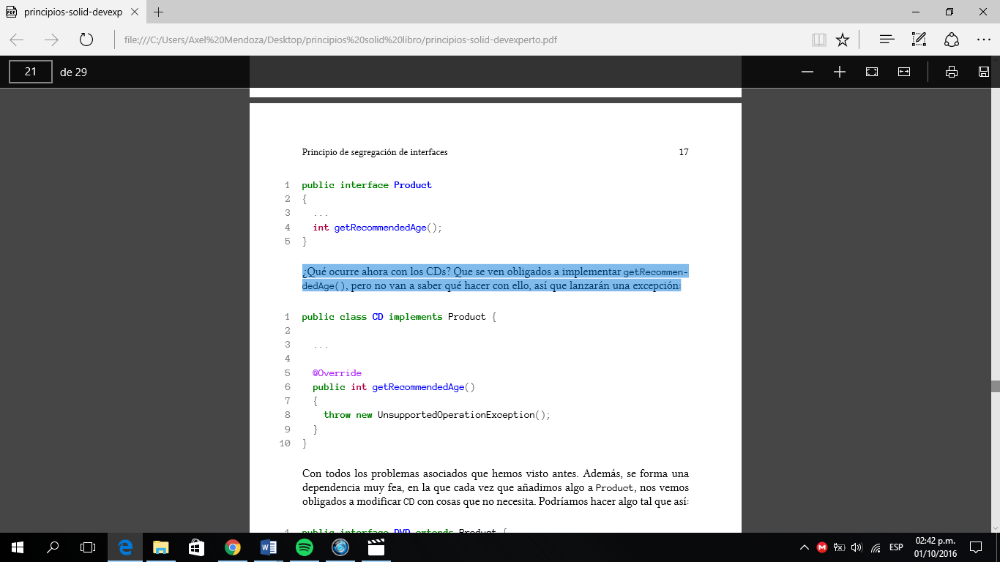 principios-solid-devexp
file:///C:/Users/Axel%20Mendoza/Desktop/principios%20solid%20libro/principios-solid-devexperto.pdf
21 de 29
Principio de segregación de interfaces 17
1 public interface Product
2 {
3 ...
4 int getRecommendedAge();
5 }
¿Qué ocurre ahora con los CDs? Que se ven obligados a implementar getRecommen-
dedAge(), pero no van a saber qué hacer con ello, así que lanzarán una excepción:
1 public class CD implements Product {
2
3 ...
4
5 @Override
6 public int getRecommendedAge()
7 {
8 throw new UnsupportedOperationException();
9 }
10 }
Con todos los problemas asociados que hemos visto antes. Además, se forma una
dependencia muy fea, en la que cada vez que añadimos algo a Product, nos vemos
obligados a modificar CD con cosas que no necesita. Podríamos hacer algo tal que así:
1 public interface DVD extends Product {
ESP
02:42 p.m.
01/10/2016